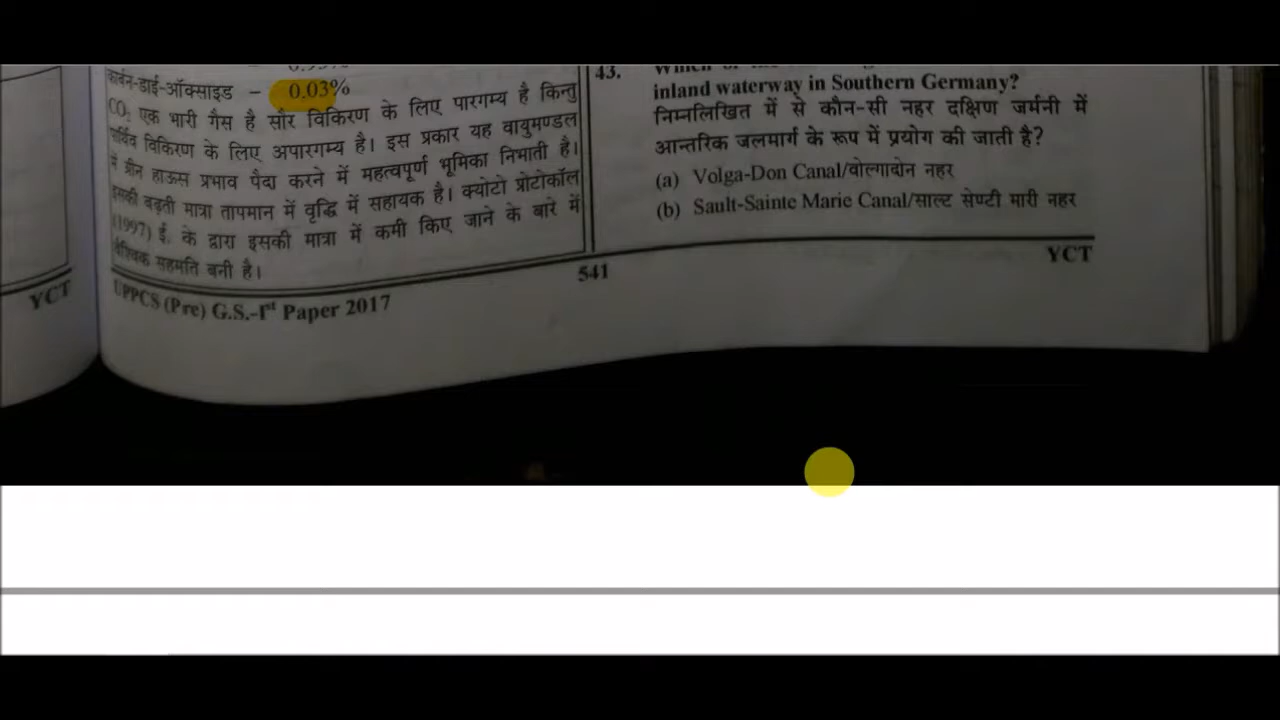 कार्बन-डाई-ऑक्साइड – 0.03%
CO₂ एक भारी गैस है सौर विकिरण के लिए पारगम्य है किन्तु
पार्थिव विकिरण के लिए अपारगम्य है। इस प्रकार यह वायुमण्डल
में ग्रीन हाऊस प्रभाव पैदा करने में महत्वपूर्ण भूमिका निभाती है।
इसकी बढ़ती मात्रा तापमान में वृद्धि में सहायक है। क्योटो प्रोटोकॉल
(1997) ई. के द्वारा इसकी मात्रा में कमी किए जाने के बारे में
वैश्विक सहमति बनी है।
43.
inland waterway in Southern Germany?
निम्नलिखित में से कौन-सी नहर दक्षिण जर्मनी में
आन्तरिक जलमार्ग के रूप में प्रयोग की जाती है?
(a) Volga-Don Canal/वोल्गादोन नहर
(b) Sault-Sainte Marie Canal/साल्ट सेण्टी मारी नहर
YCT
UPPCS (Pre) G.S.-Iˢᵗ Paper 2017
541
YCT